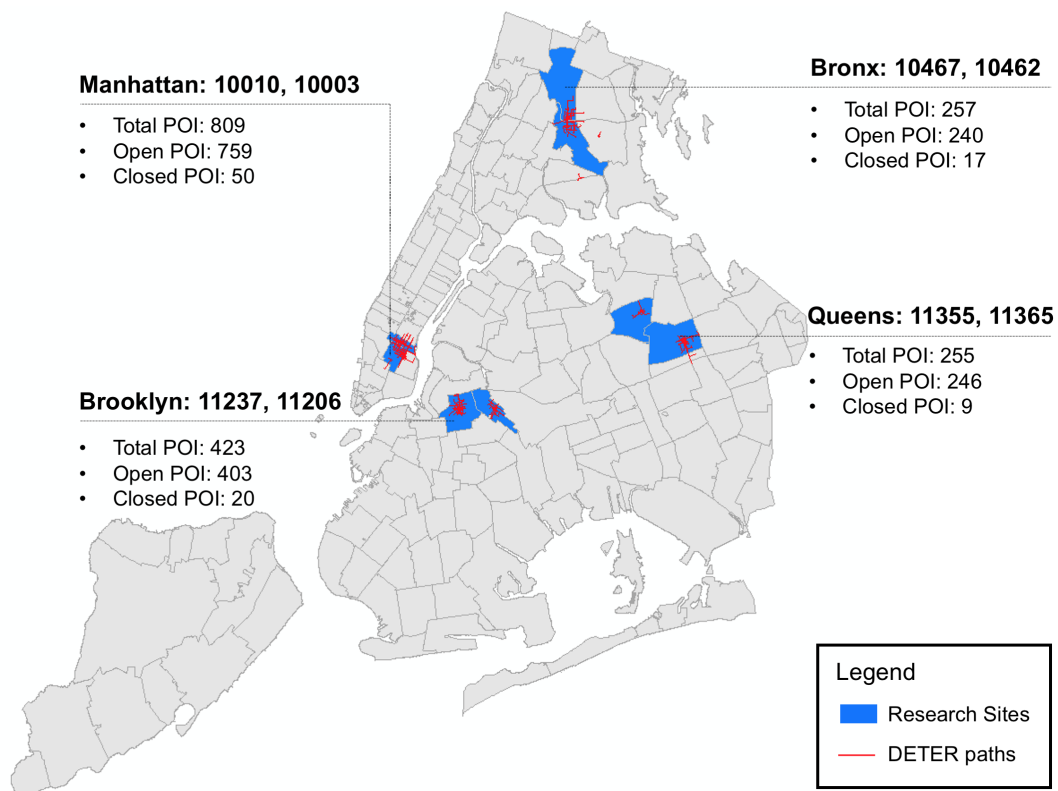 Manhattan: 10010, 10003
• Total POI: 809
• Open POI: 759
• Closed POI: 50
Bronx: 10467, 10462
• Total POI: 257
• Open POI: 240
• Closed POI: 17
Queens: 11355, 11365
• Total POI: 255
• Open POI: 246
• Closed POI: 9
Brooklyn: 11237, 11206
• Total POI: 423
• Open POI: 403
• Closed POI: 20
Legend
Research Sites
DETER paths